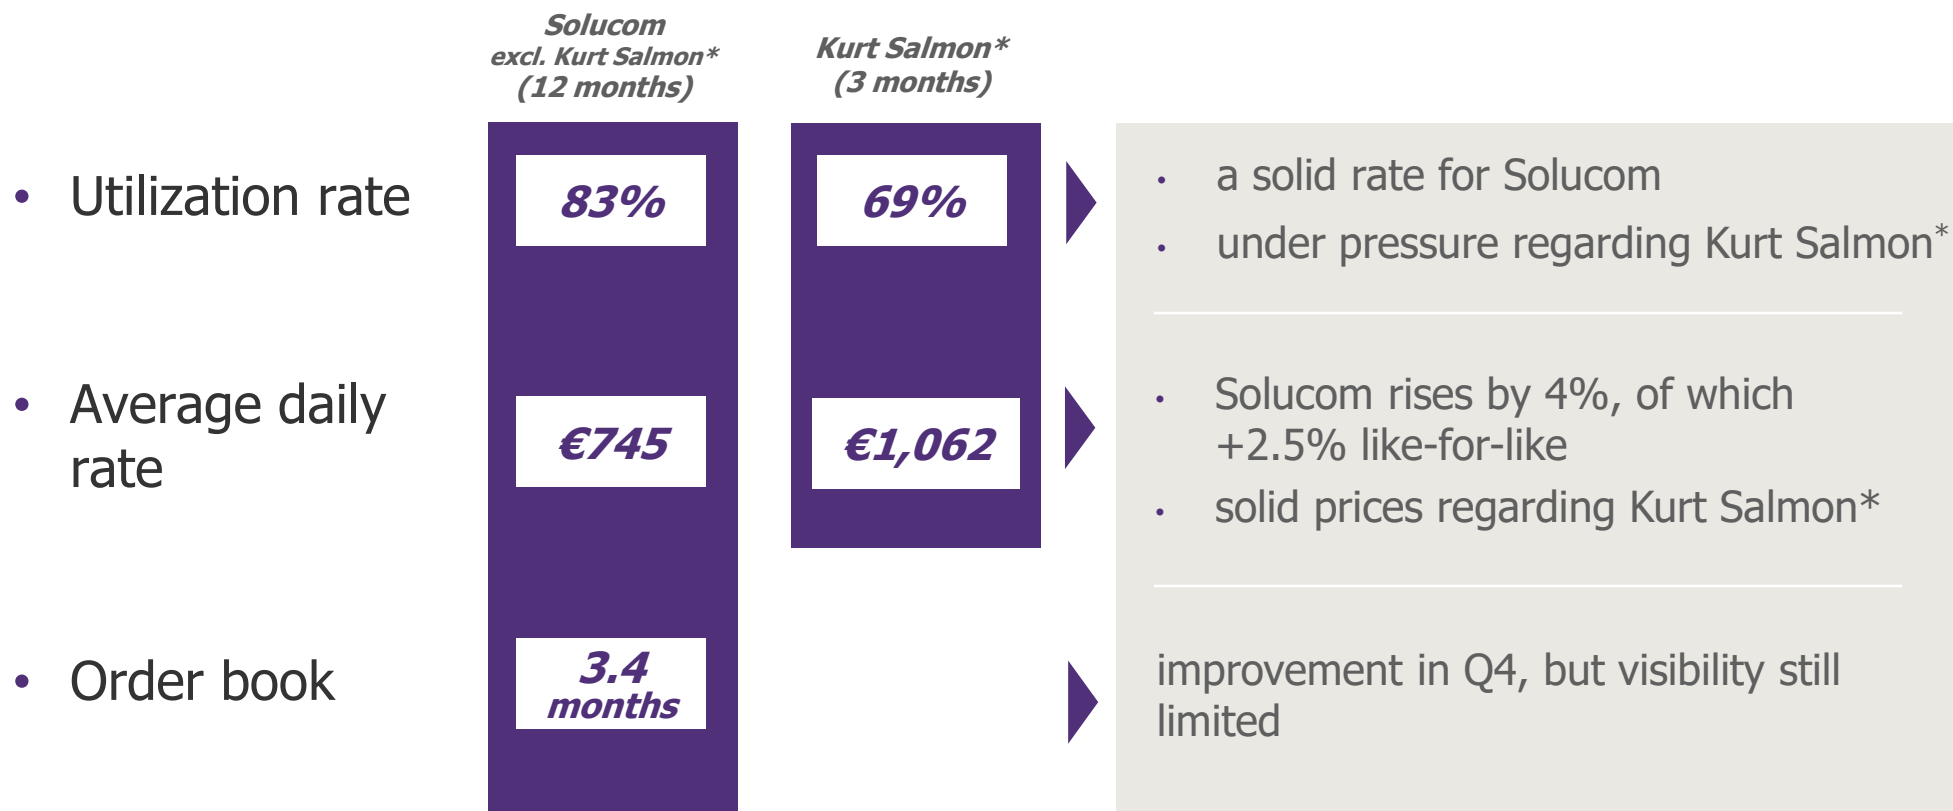 Solucom
excl. Kurt Salmon*
(12 months)
Kurt Salmon*
(3 months)
• Utilization rate
83%
69%
• a solid rate for Solucom
• under pressure regarding Kurt Salmon*
• Average daily
rate
€745
€1,062
• Solucom rises by 4%, of which
+2.5% like-for-like
• solid prices regarding Kurt Salmon*
• Order book
3.4
months
improvement in Q4, but visibility still
limited